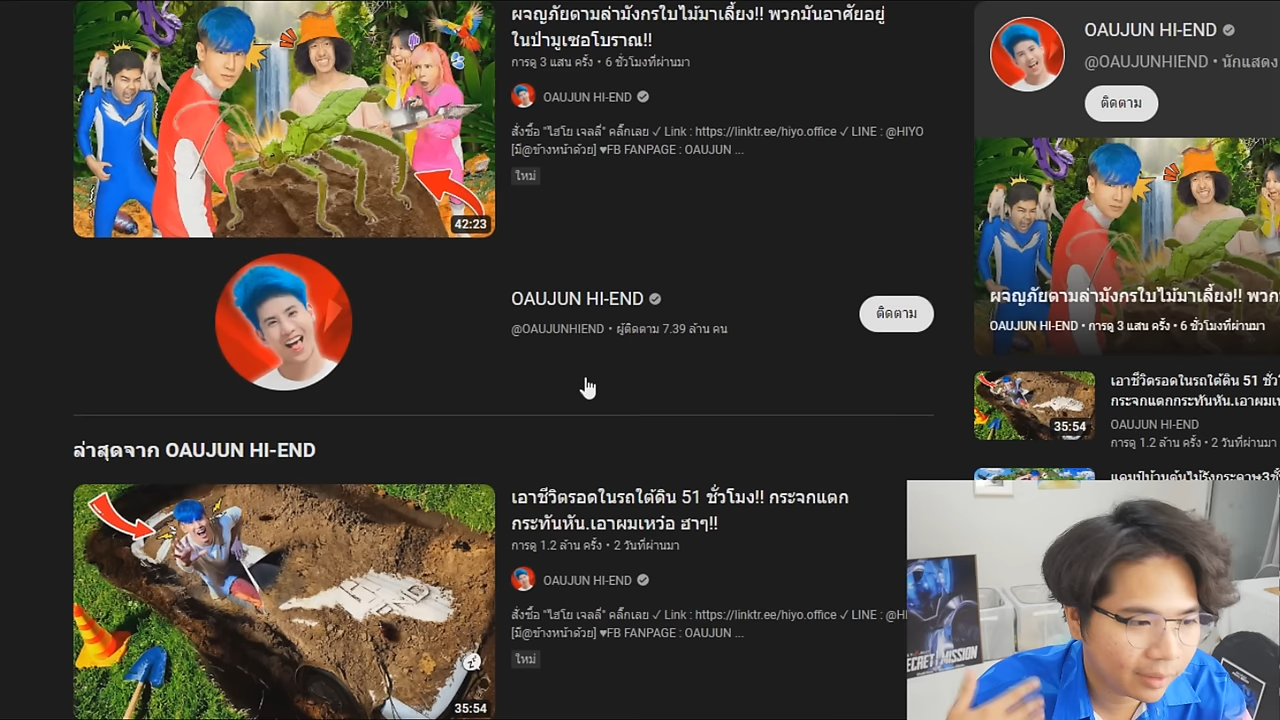 ผจญภัยตามล่ามังกรใบไม้มาเลี้ยง!! พวกมันอาศัยอยู่
ในป่ามูเซอโบราณ!!
การดู 3 แสน ครั้ง • 6 ชั่วโมงที่ผ่านมา
OAUJUN HI-END
สั่งซื้อ "ไฮโย เจลลี่" คลิ๊กเลย ✓ Link : https://linktr.ee/hiyo.office ✓ LINE : @HIYO
[มี@ข้างหน้าด้วย] ♥FB FANPAGE : OAUJUN ...
ใหม่
42:23
OAUJUN HI-END
@OAUJUNHIEND • ผู้ติดตาม 7.39 ล้าน คน
ติดตาม
ล่าสุดจาก OAUJUN HI-END
เอาชีวิตรอดในรถใต้ดิน 51 ชั่วโมง!! กระจกแตก
กระทันหัน.เอาผมเหว๋อ ฮาๆ!!
การดู 1.2 ล้าน ครั้ง • 2 วันที่ผ่านมา
OAUJUN HI-END
สั่งซื้อ "ไฮโย เจลลี่" คลิ๊กเลย ✓ Link : https://linktr.ee/hiyo.office ✓ LINE : @HI
[มี@ข้างหน้าด้วย] ♥FB FANPAGE : OAUJUN ...
ใหม่
HI
END
35:54
OAUJUN HI-END
@OAUJUNHIEND • นักแสดง
ติดตาม
ผจญภัยตามล่ามังกรใบไม้มาเลี้ยง!! พวก
OAUJUN HI-END • การดู 3 แสน ครั้ง • 6 ชั่วโมงที่ผ่านมา
เอาชีวิตรอดในรถใต้ดิน 51 ชั่ว
กระจกแตกกระทันหัน.เอาผมเห
OAUJUN HI-END
การดู 1.2 ล้าน ครั้ง • 2 วันที่ผ่านมา
35:54
ECRET MISSION